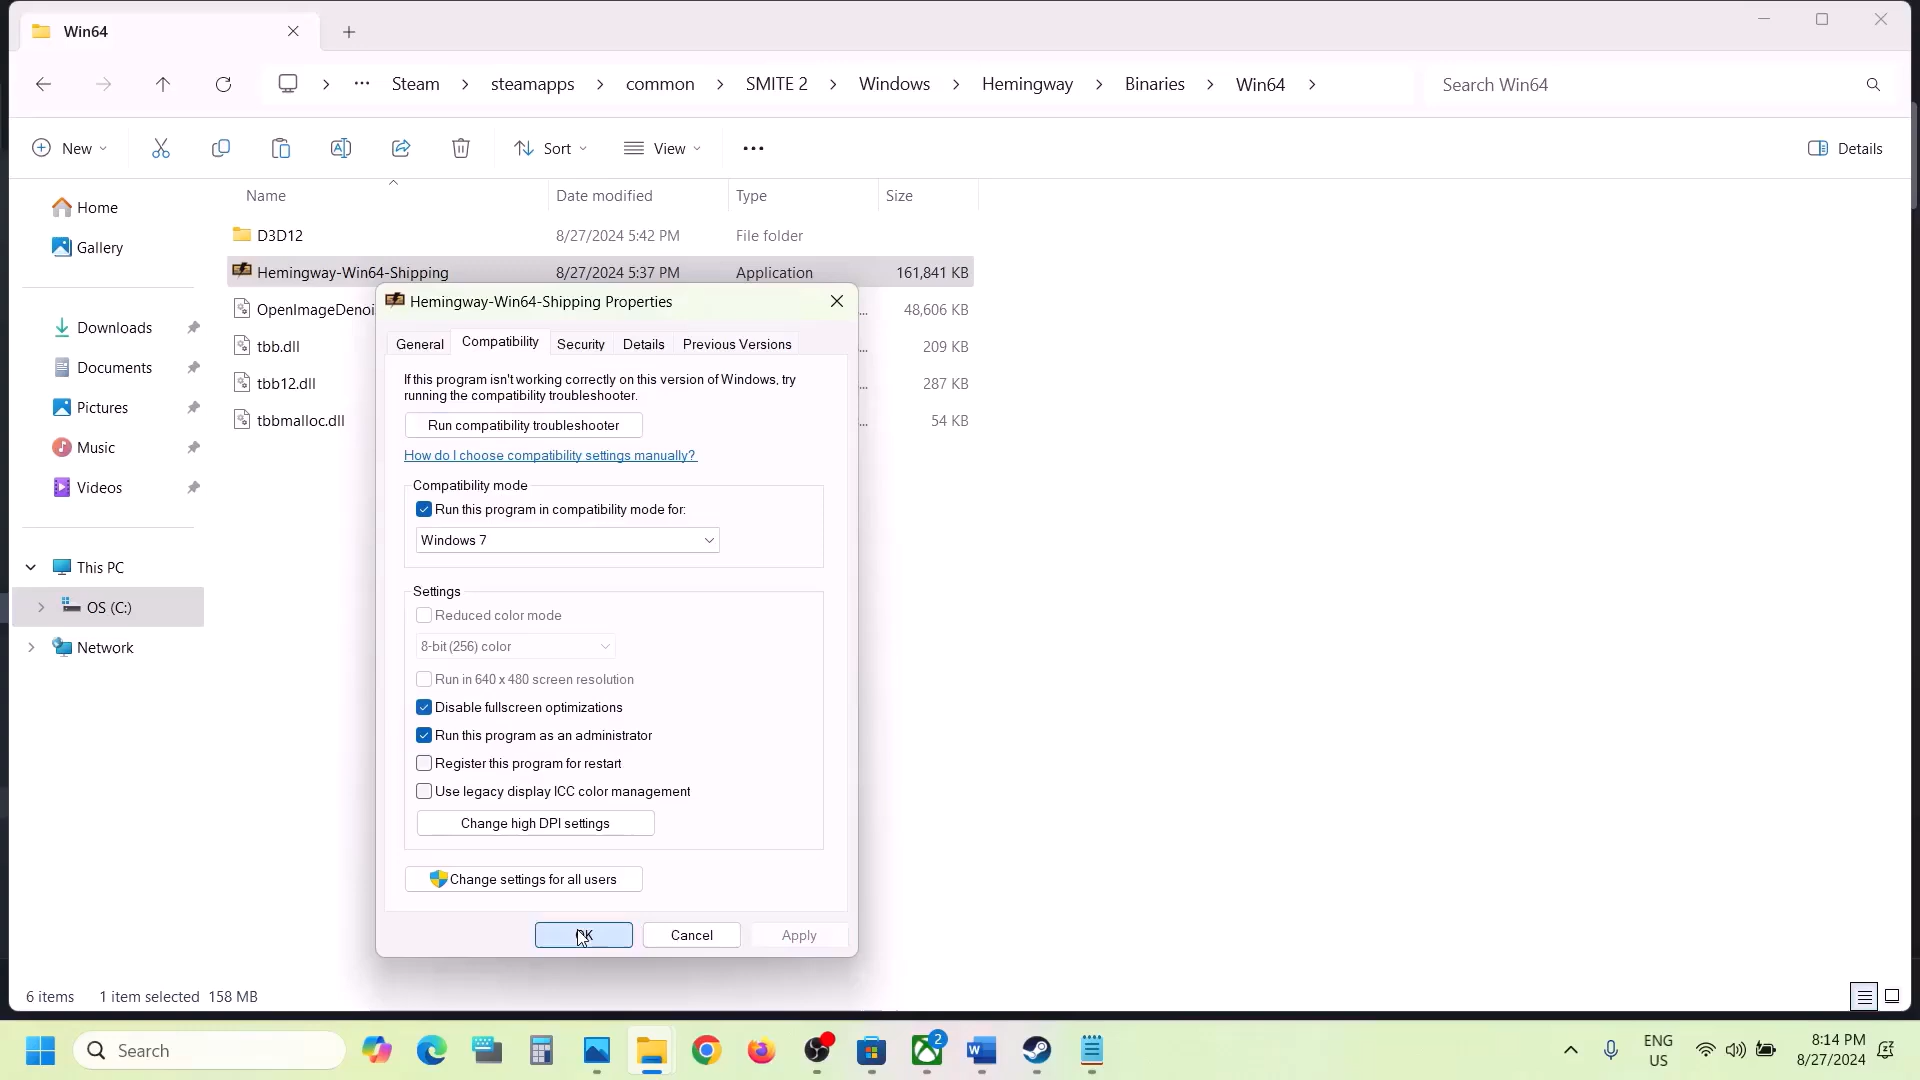 Win64
Steam > steamapps > common > SMITE 2 > Windows > Hemingway > Binaries > Win64 >
Search Win64
New
Sort
View
Details
Name
Date modified
Type
Size
Home
Gallery
Downloads
Documents
Pictures
Music
Videos
This PC
OS (C:)
Network
D3D12 8/27/2024 5:42 PM File folder
Hemingway-Win64-Shipping 8/27/2024 5:37 PM Application 161,841 KB
OpenImageDenoi ... 48,606 KB
tbb.dll ... 209 KB
tbb12.dll ... 287 KB
tbbmalloc.dll ... 54 KB
Hemingway-Win64-Shipping Properties
General Compatibility Security Details Previous Versions
If this program isn't working correctly on this version of Windows, try
running the compatibility troubleshooter.
Run compatibility troubleshooter
How do I choose compatibility settings manually?
Compatibility mode
Run this program in compatibility mode for:
Windows 7
Settings
Reduced color mode
8-bit (256) color
Run in 640 x 480 screen resolution
Disable fullscreen optimizations
Run this program as an administrator
Register this program for restart
Use legacy display ICC color management
Change high DPI settings
Change settings for all users
OK Cancel Apply
6 items 1 item selected 158 MB
Search
2
ENG
US
8:14 PM
8/27/2024